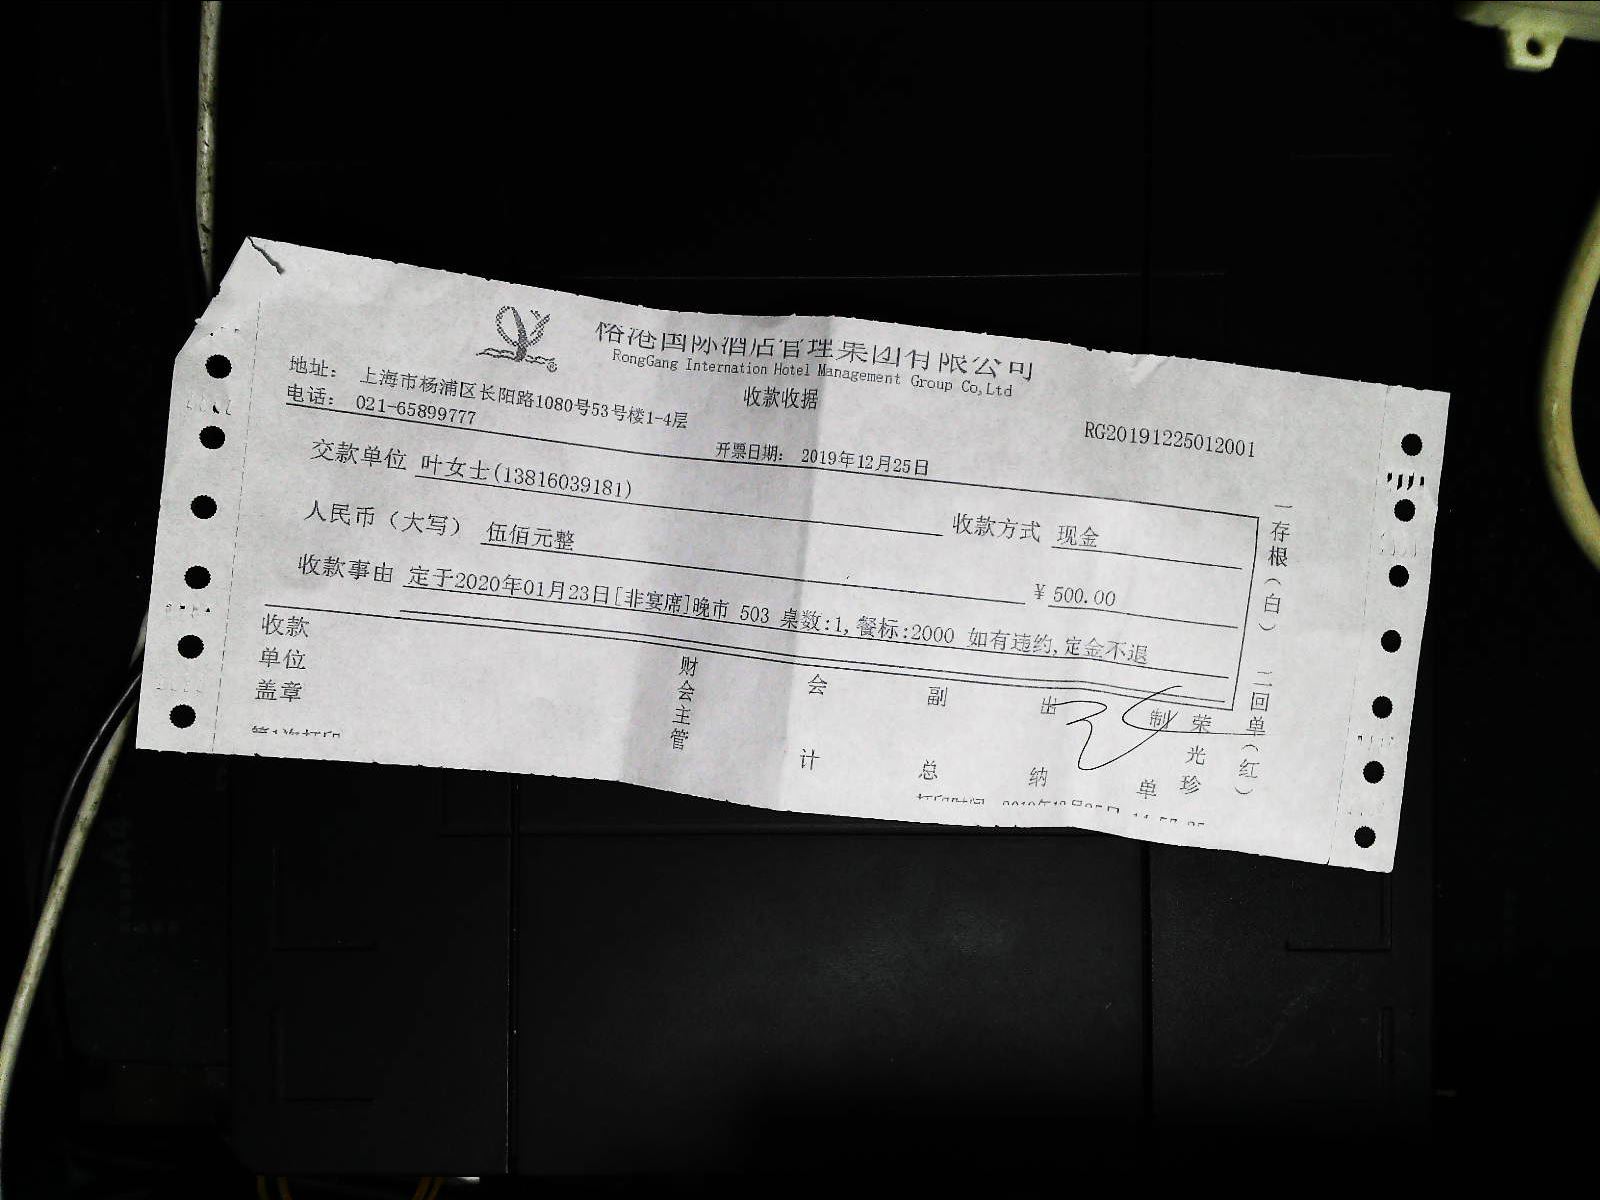 国际酒店管理集团有限公司
RongGang Internation Hotel Management Group Co,Ltd
收款收据
地址： 上海市杨浦区长阳路1080号53号楼1-4层
电话： 021-65899777
RG20191225012001
开票日期： 2019年12月25日
交款单位 叶女士(13816039181) 收款方式 现金
人民币（大写） 伍佰元整 ￥500.00
收款事由 定于2020年01月23日[非宴席]晚市 503 桌数:1,餐标:2000 如有违约,定金不退
收款单位盖章
财会主管
会计
副总
出纳
制单
荣光珍
一存根（白）
二回单（红）